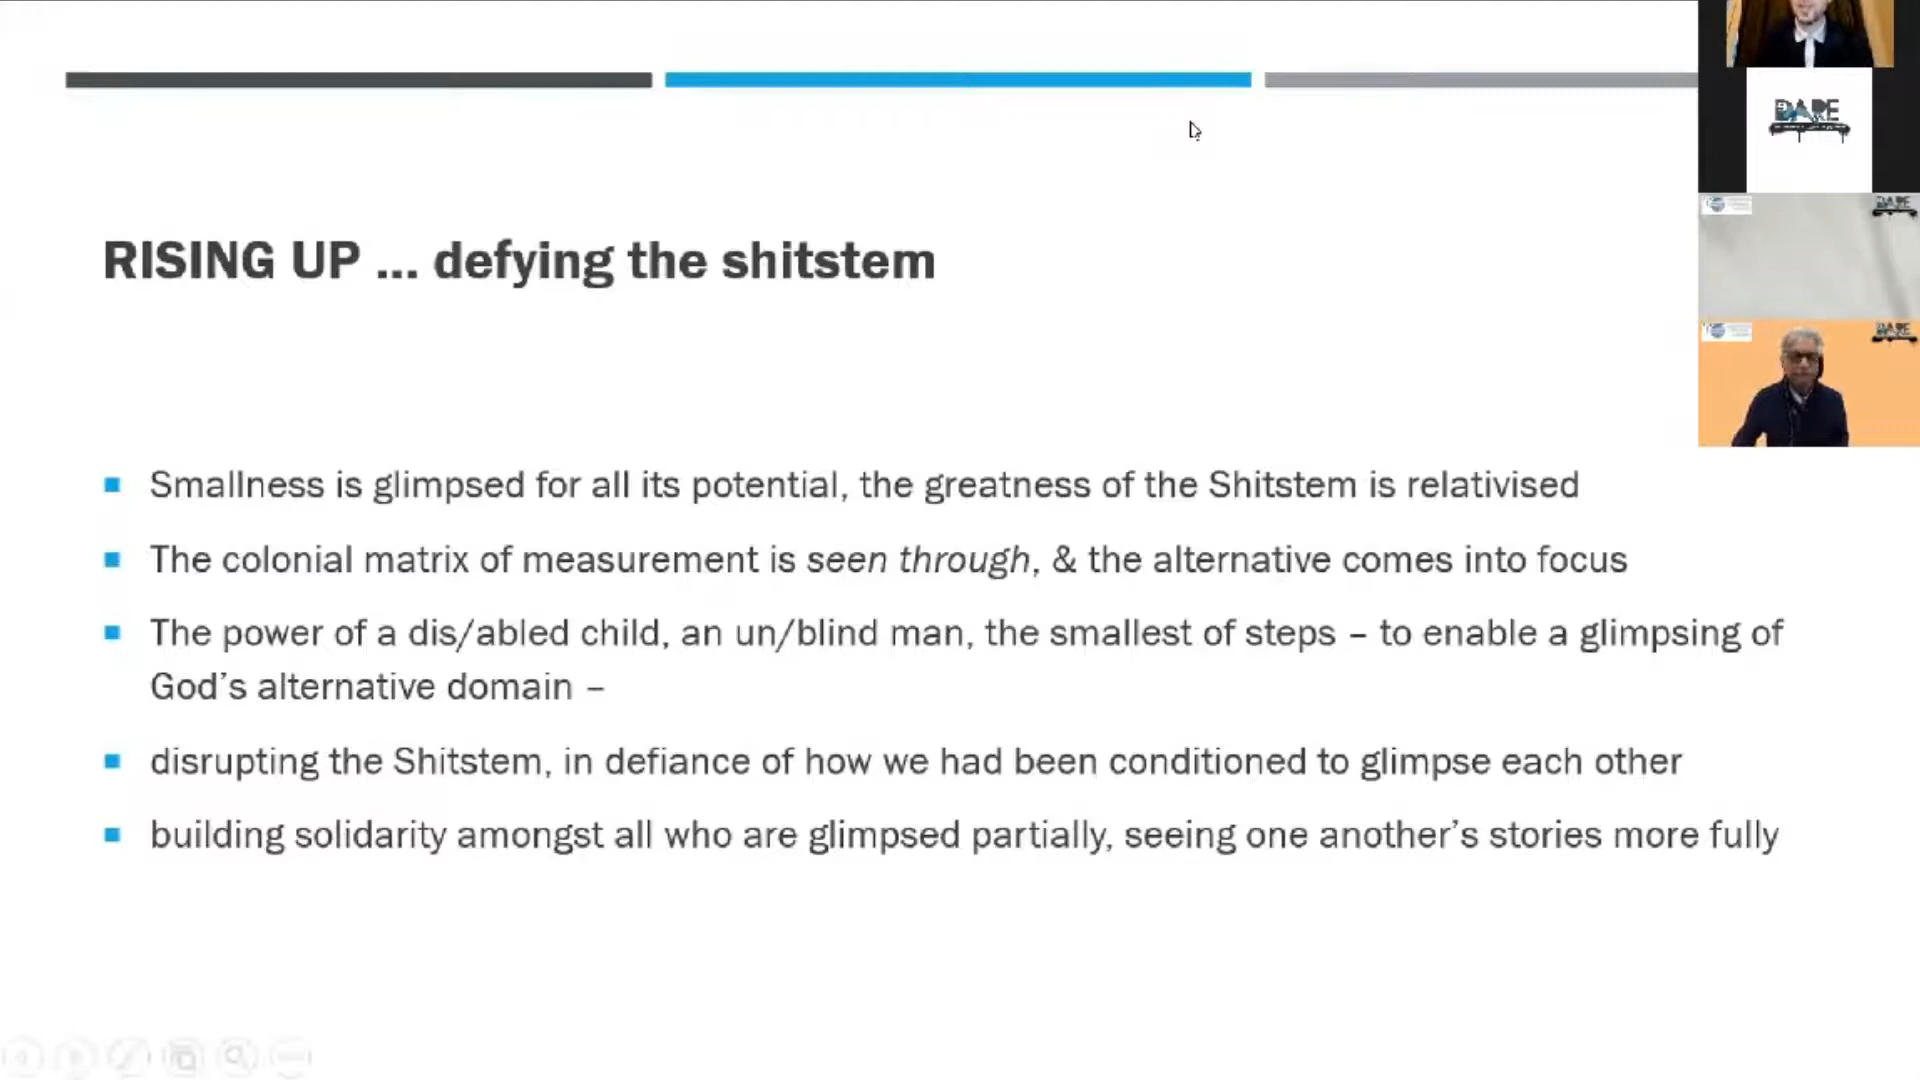 RISING UP ... defying the shitstem
Smallness is glimpsed for all its potential, the greatness of the Shitstem is relativised
The colonial matrix of measurement is seen through, & the alternative comes into focus
The power of a dis/abled child, an un/blind man, the smallest of steps – to enable a glimpsing of
God's alternative domain –
disrupting the Shitstem, in defiance of how we had been conditioned to glimpse each other
building solidarity amongst all who are glimpsed partially, seeing one another's stories more fully
DARE
DARE
DARE